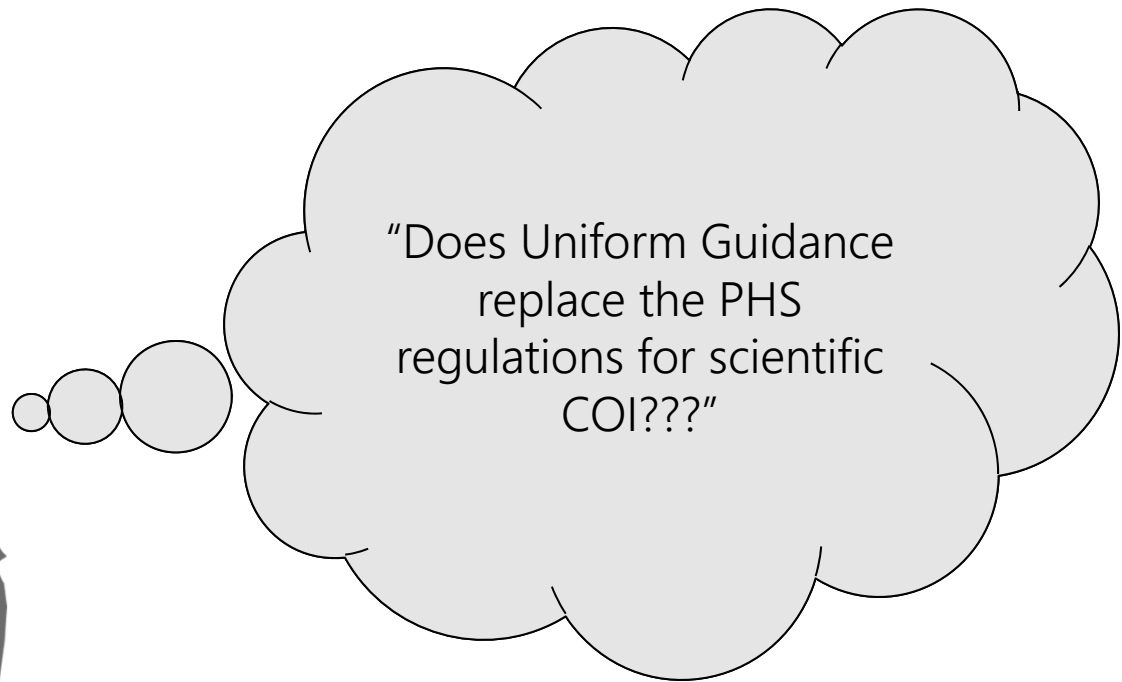 “Does Uniform Guidance
replace the PHS
regulations for scientific
COI???”